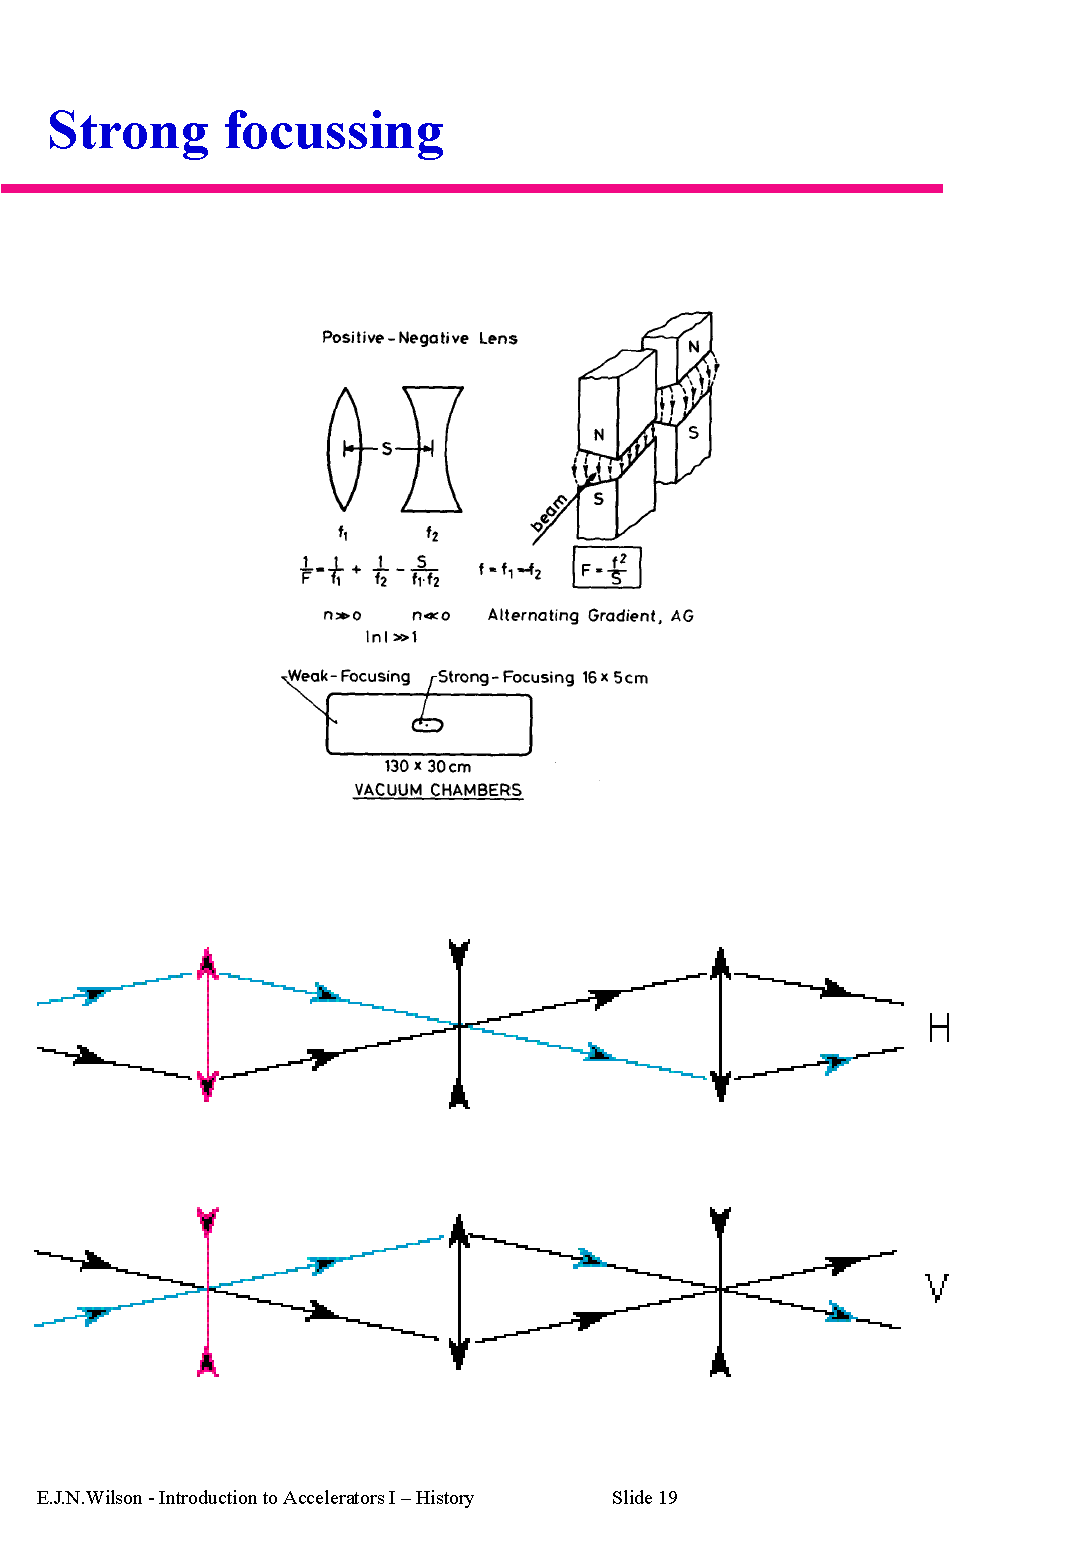 Strong focussing
Positive-Negative Lens
N
N
S
S
S
beam
f₁ f₂
1/F = 1/f₁ + 1/f₂ - S/f₁·f₂ f = f₁ = -f₂ F = f²/S
n≫o n≪o Alternating Gradient, AG
InI ≫1
Weak-Focusing Strong-Focusing 16 x 5cm
130 x 30cm
VACUUM CHAMBERS
H
V
E.J.N.Wilson - Introduction to Accelerators I – History Slide 19